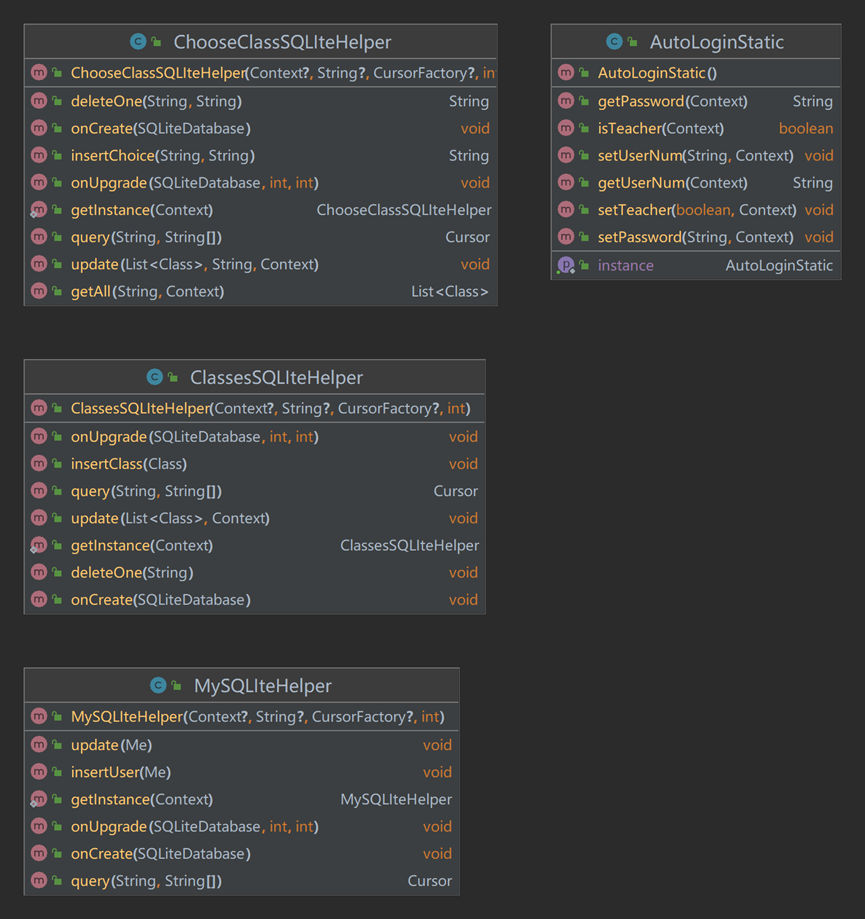 ChooseClassSQLIteHelper
ChooseClassSQLIteHelper(Context?, String?, CursorFactory?, int
deleteOne(String, String) String
onCreate(SQLiteDatabase) void
insertChoice(String, String) String
onUpgrade(SQLiteDatabase, int, int) void
getInstance(Context) ChooseClassSQLIteHelper
query(String, String[]) Cursor
update(List<Class>, String, Context) void
getAll(String, Context) List<Class>
AutoLoginStatic
AutoLoginStatic()
getPassword(Context) String
isTeacher(Context) boolean
setUserNum(String, Context) void
getUserNum(Context) String
setTeacher(boolean, Context) void
setPassword(String, Context) void
instance AutoLoginStatic
ClassesSQLIteHelper
ClassesSQLIteHelper(Context?, String?, CursorFactory?, int)
onUpgrade(SQLiteDatabase, int, int) void
insertClass(Class) void
query(String, String[]) Cursor
update(List<Class>, Context) void
getInstance(Context) ClassesSQLIteHelper
deleteOne(String) void
onCreate(SQLiteDatabase) void
MySQLIteHelper
MySQLIteHelper(Context?, String?, CursorFactory?, int)
update(Me) void
insertUser(Me) void
getInstance(Context) MySQLIteHelper
onUpgrade(SQLiteDatabase, int, int) void
onCreate(SQLiteDatabase) void
query(String, String[]) Cursor